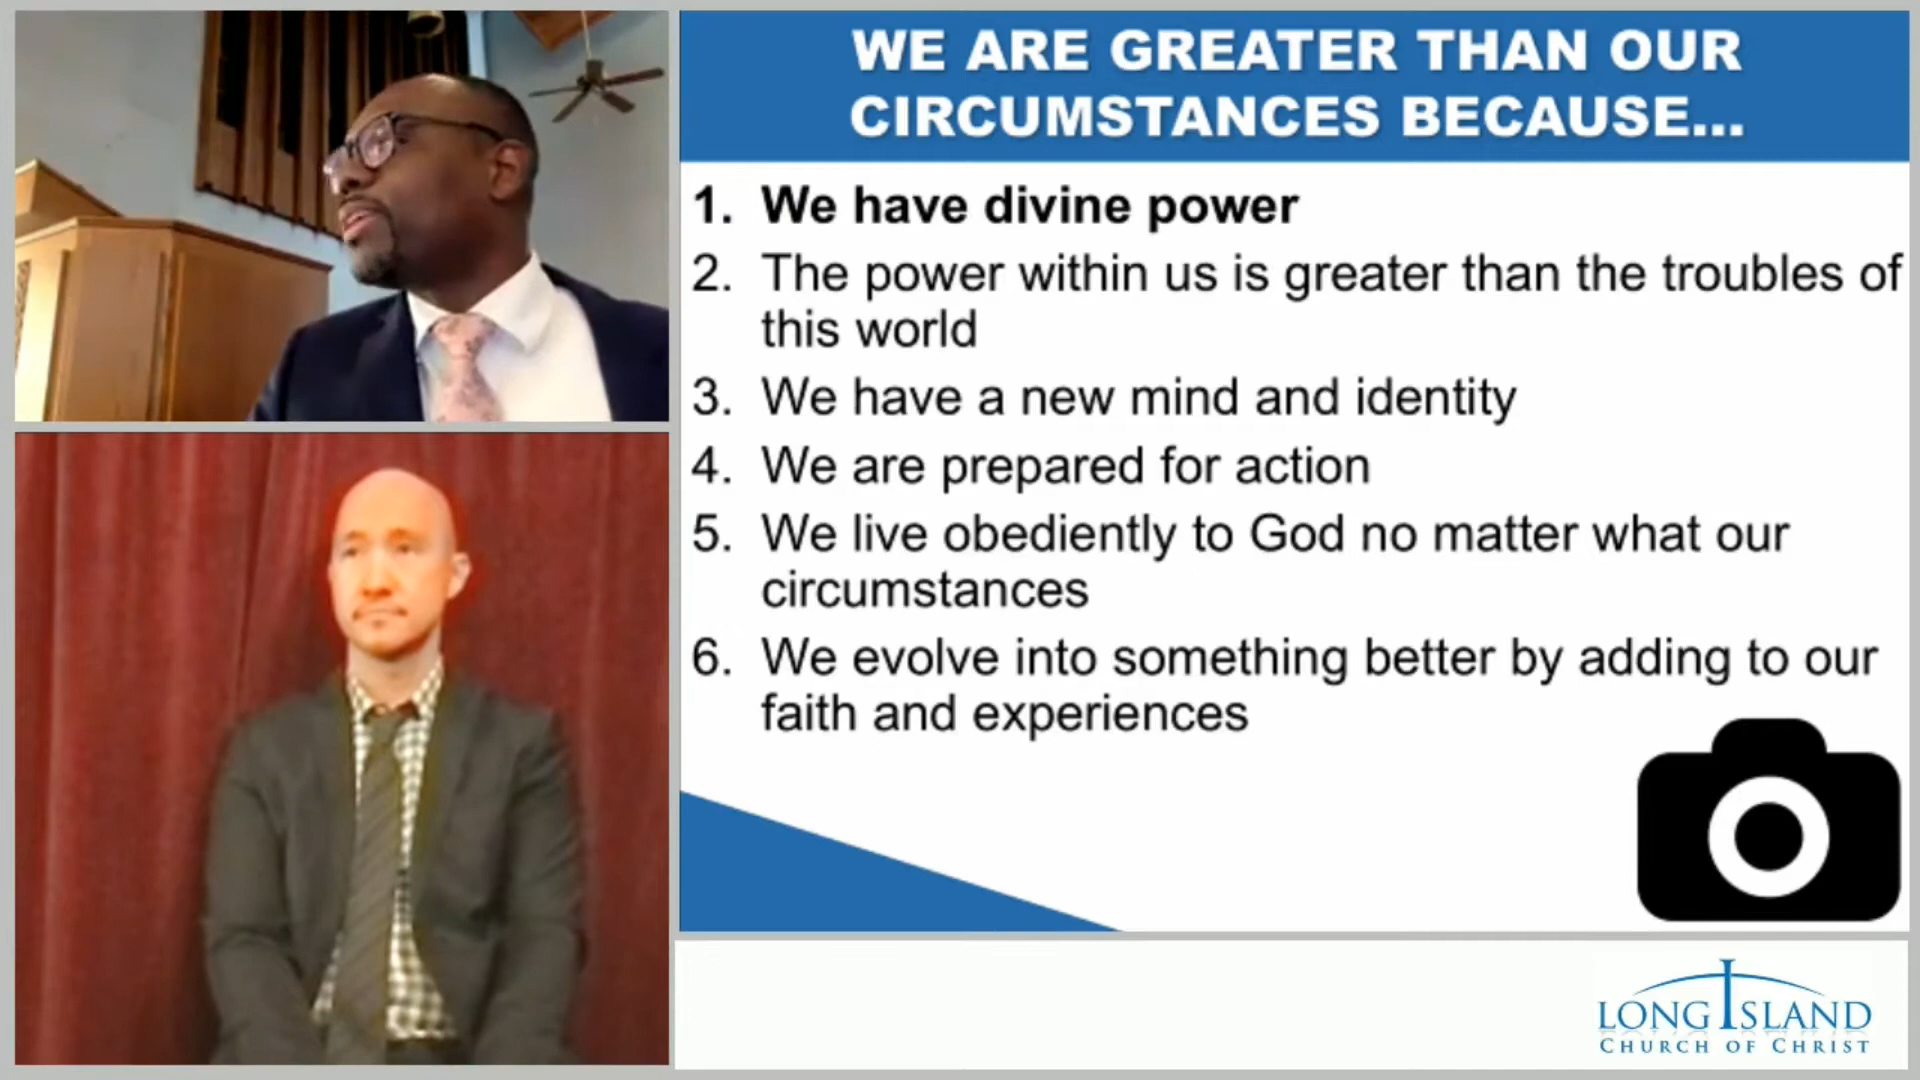 WE ARE GREATER THAN OUR
CIRCUMSTANCES BECAUSE...
1. We have divine power
2. The power within us is greater than the troubles of
this world
3. We have a new mind and identity
4. We are prepared for action
5. We live obediently to God no matter what our
circumstances
6. We evolve into something better by adding to our
faith and experiences
LONG ISLAND
CHURCH OF CHRIST